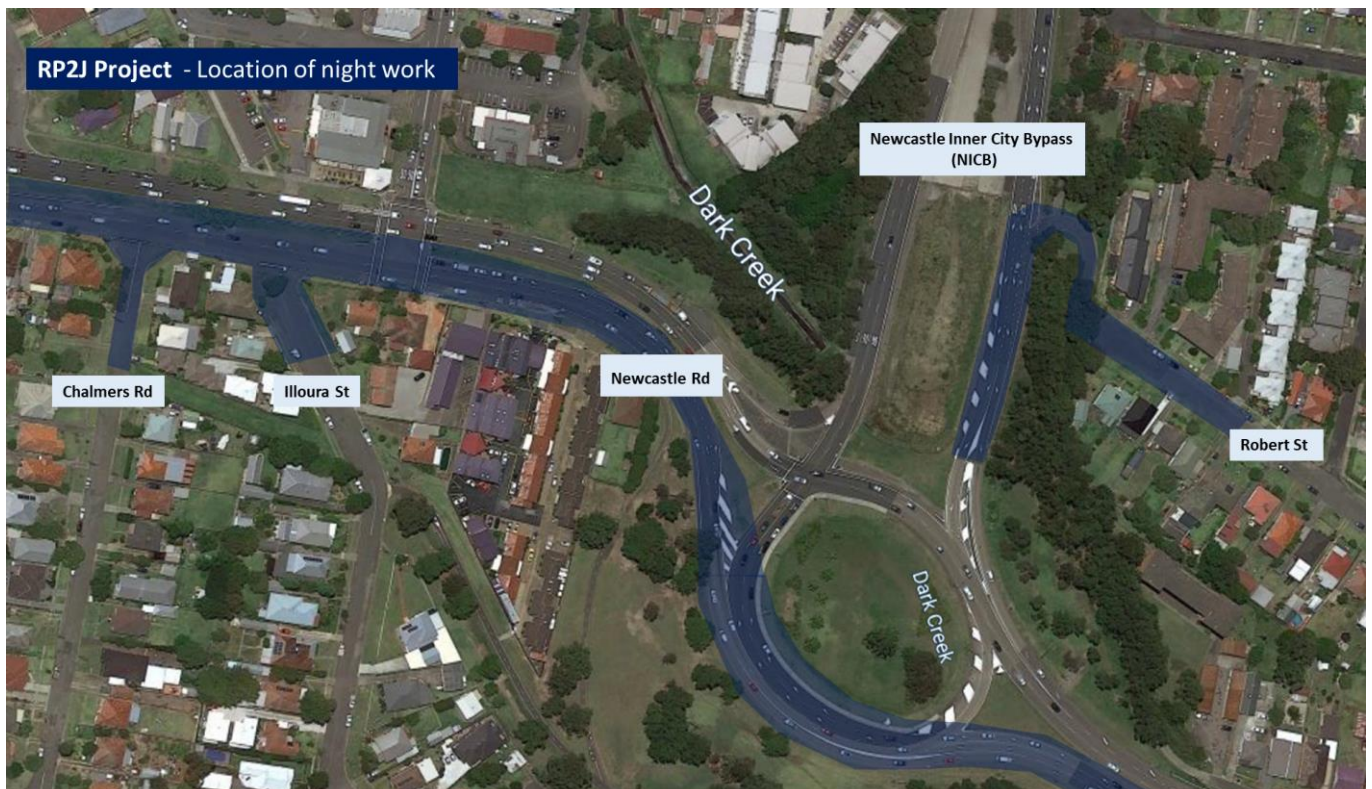 RP2J Project - Location of night work
Newcastle Inner City Bypass
(NICB)
Dark Creek
Chalmers Rd
Illoura St
Newcastle Rd
Robert St
Dark Creek